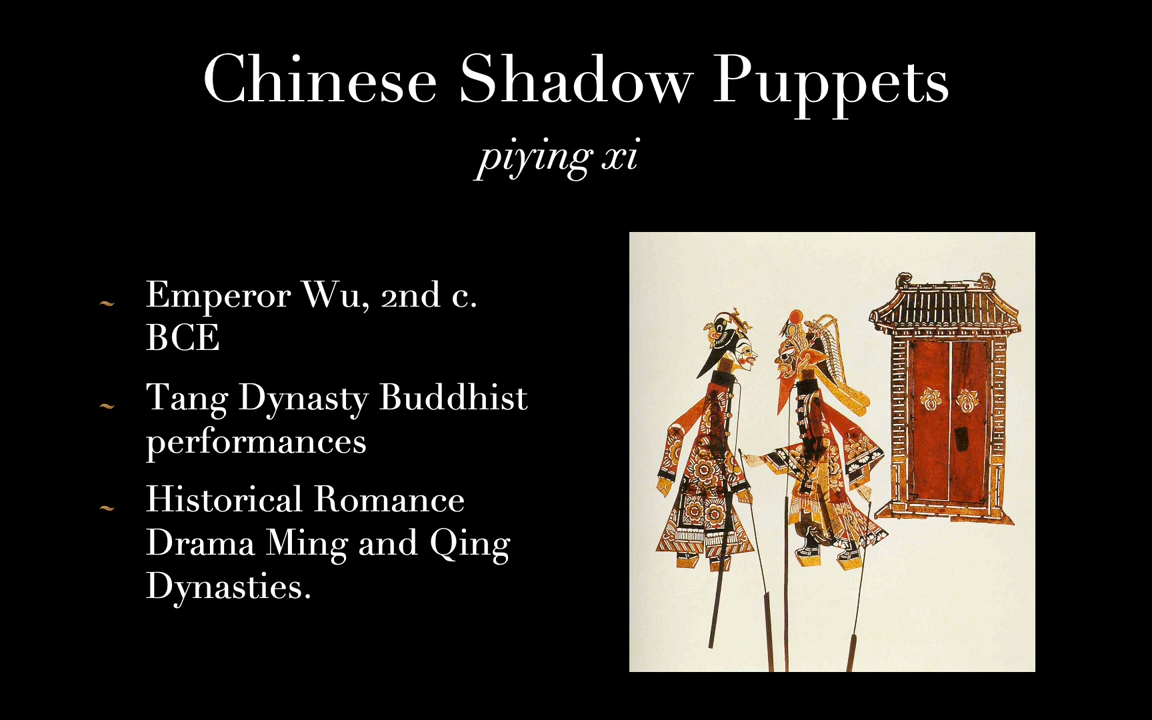 Chinese Shadow Puppets
piying xi
~ Emperor Wu, 2nd c.
BCE
~ Tang Dynasty Buddhist
performances
~ Historical Romance
Drama Ming and Qing
Dynasties.